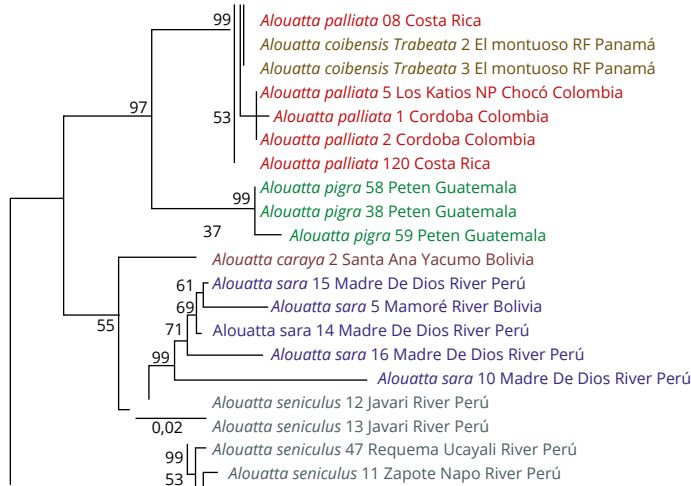 99
Alouatta palliata 08 Costa Rica
Alouatta coibensis Trabeata 2 El montuoso RF Panamá
Alouatta coibensis Trabeata 3 El montuoso RF Panamá
Alouatta palliata 5 Los Katios NP Chocó Colombia
97
53
Alouatta palliata 1 Cordoba Colombia
Alouatta palliata 2 Cordoba Colombia
Alouatta palliata 120 Costa Rica
99
Alouatta pigra 58 Peten Guatemala
Alouatta pigra 38 Peten Guatemala
37
Alouatta pigra 59 Peten Guatemala
Alouatta caraya 2 Santa Ana Yacumo Bolivia
61
Alouatta sara 15 Madre De Dios River Perú
69
Alouatta sara 5 Mamoré River Bolivia
55
71
Alouatta sara 14 Madre De Dios River Perú
99
Alouatta sara 16 Madre De Dios River Perú
Alouatta sara 10 Madre De Dios River Perú
Alouatta seniculus 12 Javari River Perú
0,02
Alouatta seniculus 13 Javari River Perú
99
Alouatta seniculus 47 Requema Ucayali River Perú
53
Alouatta seniculus 11 Zapote Napo River Perú